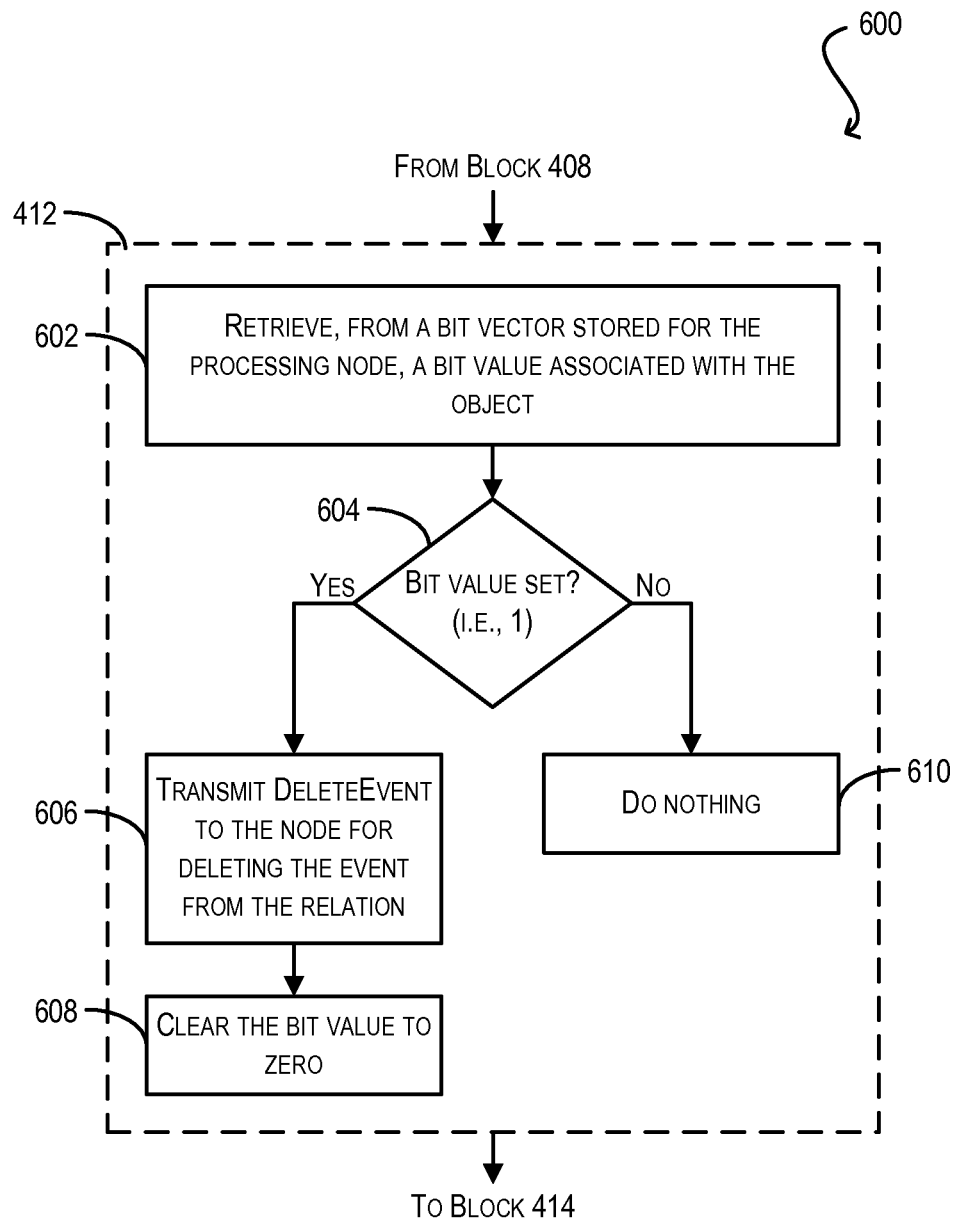 600
FROM BLOCK 408
412
602
RETRIEVE, FROM A BIT VECTOR STORED FOR THE
PROCESSING NODE, A BIT VALUE ASSOCIATED WITH THE
OBJECT
604
YES
BIT VALUE SET?
(I.E., 1)
NO
606
TRANSMIT DELETEEVENT
TO THE NODE FOR
DELETING THE EVENT
FROM THE RELATION
DO NOTHING
610
608
CLEAR THE BIT VALUE TO
ZERO
TO BLOCK 414